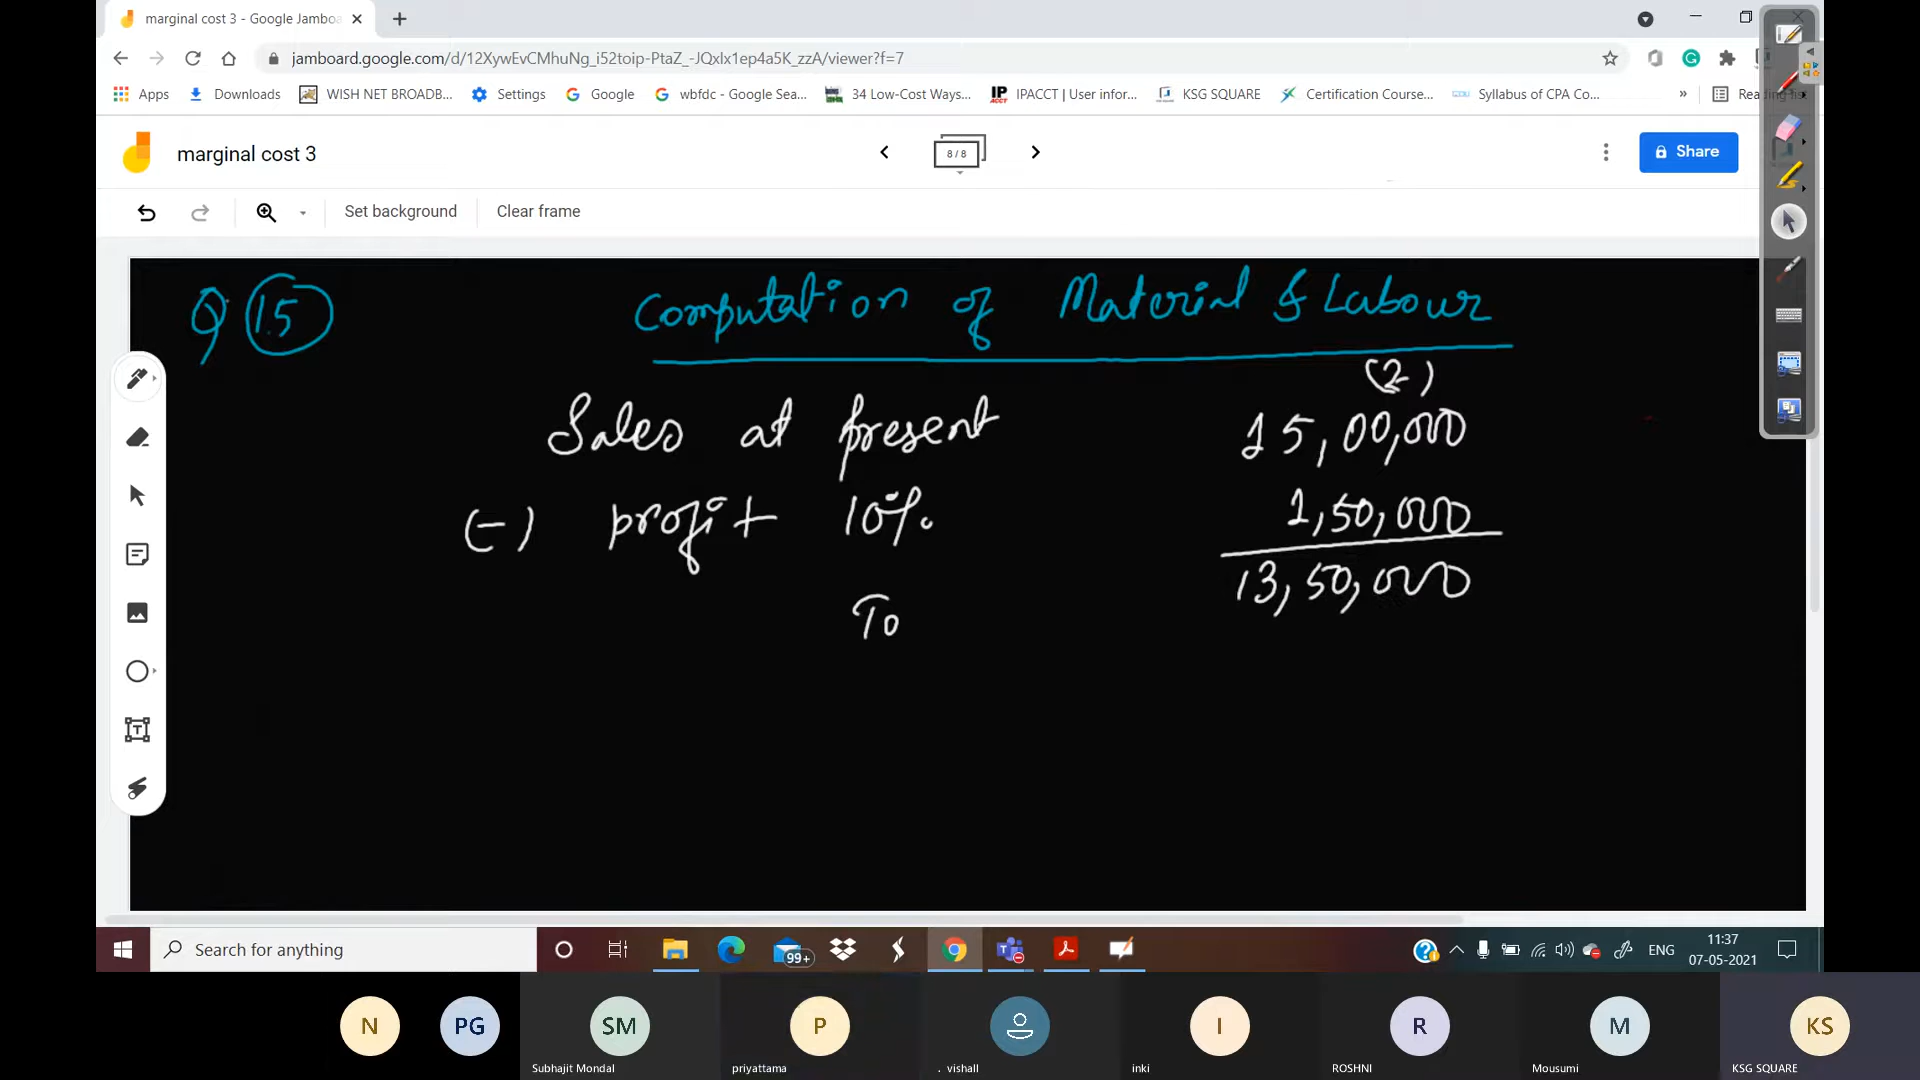 marginal cost 3 - Google Jamboa
jamboard.google.com/d/12XywEvCMhuNg_i52toip-PtaZ_-JQxlx1ep4a5K_zzA/viewer?f=7
Apps Downloads WISH NET BROADB... Settings Google wbfdc - Google Sea... 34 Low-Cost Ways... IPACCT | User infor... KSG SQUARE Certification Course... Syllabus of CPA Co... » Reading list
marginal cost 3
8 / 8
Share
Set background Clear frame
Q 15 Computation of Material & Labour
(2)
Sales at present 15,00,000
(-) profit 10% 1,50,000
13,50,000
To
Search for anything
99+
ENG
11:37
07-05-2021
N PG SM P I R M KS
Subhajit Mondal priyattama . vishall inki ROSHNI Mousumi KSG SQUARE